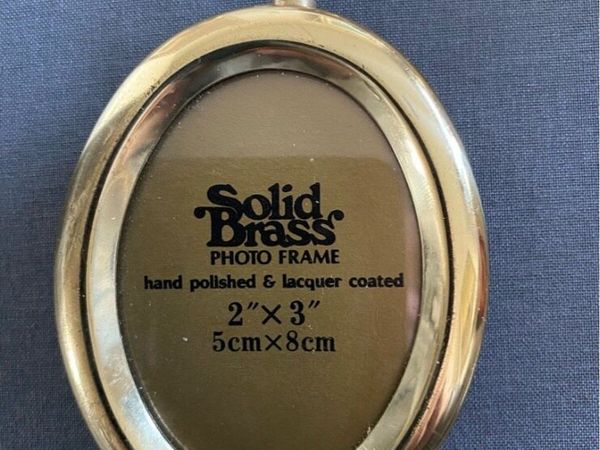 Solid
Brass
PHOTO FRAME
hand polished & lacquer coated
2″×3″
5cm×8cm